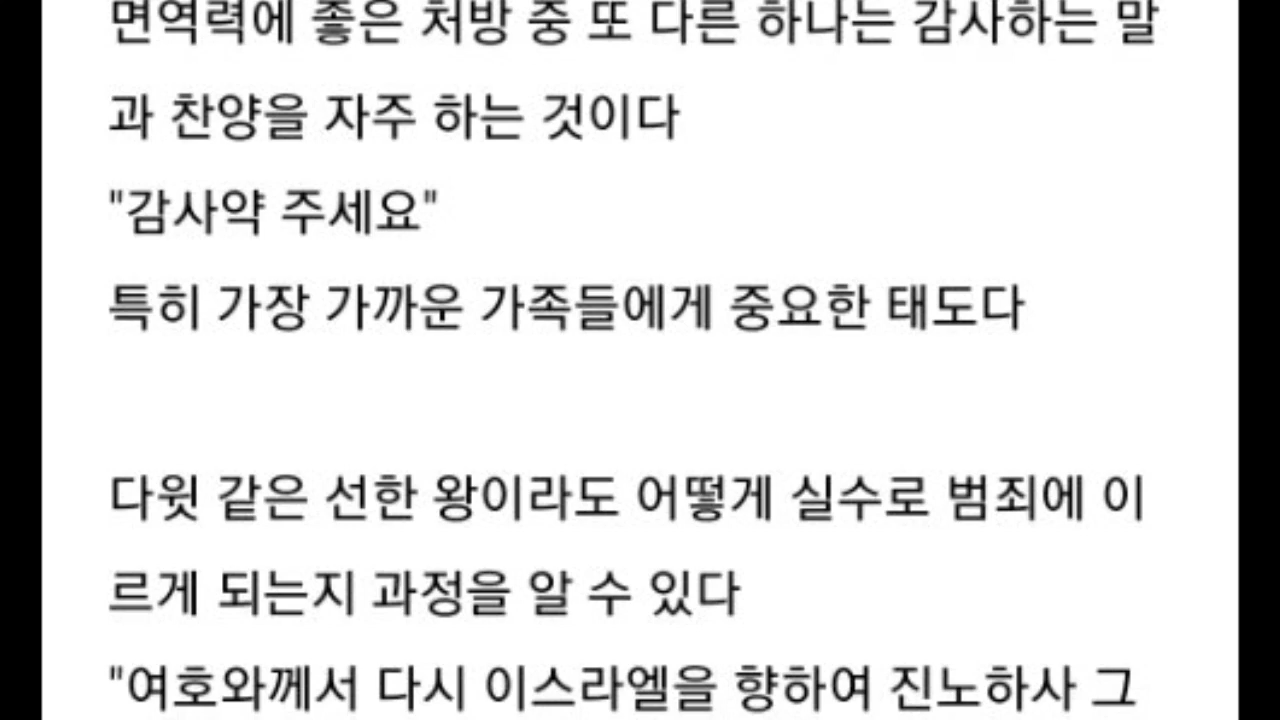 면역력에 좋은 처방 중 또 다른 하나는 감사하는 말
과 찬양을 자주 하는 것이다
"감사약 주세요"
특히 가장 가까운 가족들에게 중요한 태도다
다윗 같은 선한 왕이라도 어떻게 실수로 범죄에 이
르게 되는지 과정을 알 수 있다
"여호와께서 다시 이스라엘을 향하여 진노하사 그